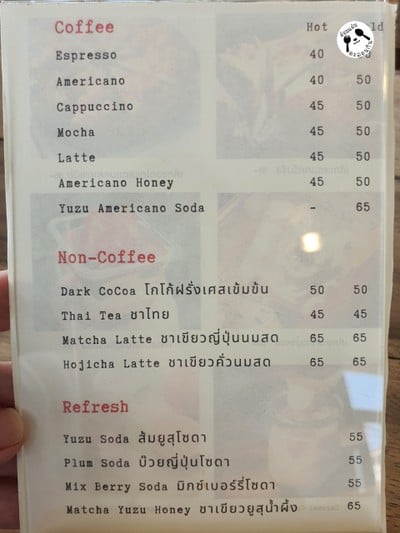 Coffee Hot
Espresso 40
Americano 40 50
Cappuccino 45 50
Mocha 45 50
Latte 45 50
Americano Honey 45 50
Yuzu Americano Soda - 65
Non-Coffee
Dark CoCoa โกโก้ฝรั่งเศสเข้มข้น 50 50
Thai Tea ชาไทย 45 45
Matcha Latte ชาเขียวญี่ปุ่นนมสด 65 65
Hojicha Latte ชาเขียวคั่วนมสด 65 65
Refresh
Yuzu Soda ส้มยูสุโซดา 55
Plum Soda บ๊วยญี่ปุ่นโซดา 55
Mix Berry Soda มิกซ์เบอร์รี่โซดา 55
Matcha Yuzu Honey ชาเขียวยูสุน้ำผึ้ง 65